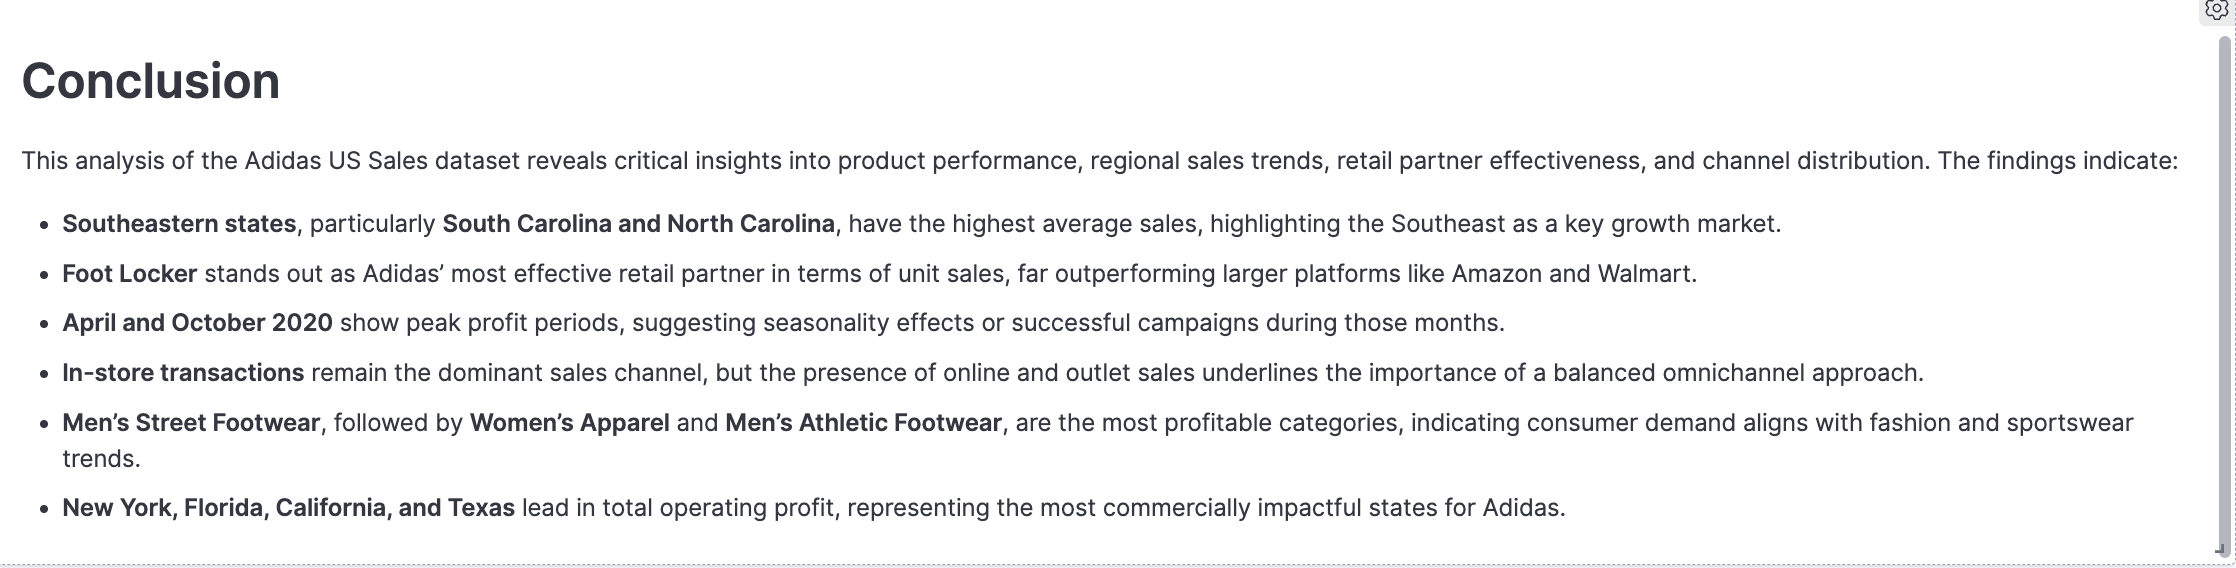 Conclusion
This analysis of the Adidas US Sales dataset reveals critical insights into product performance, regional sales trends, retail partner effectiveness, and channel distribution. The findings indicate:
• Southeastern states, particularly South Carolina and North Carolina, have the highest average sales, highlighting the Southeast as a key growth market.
• Foot Locker stands out as Adidas’ most effective retail partner in terms of unit sales, far outperforming larger platforms like Amazon and Walmart.
• April and October 2020 show peak profit periods, suggesting seasonality effects or successful campaigns during those months.
• In-store transactions remain the dominant sales channel, but the presence of online and outlet sales underlines the importance of a balanced omnichannel approach.
• Men’s Street Footwear, followed by Women’s Apparel and Men’s Athletic Footwear, are the most profitable categories, indicating consumer demand aligns with fashion and sportswear
trends.
• New York, Florida, California, and Texas lead in total operating profit, representing the most commercially impactful states for Adidas.